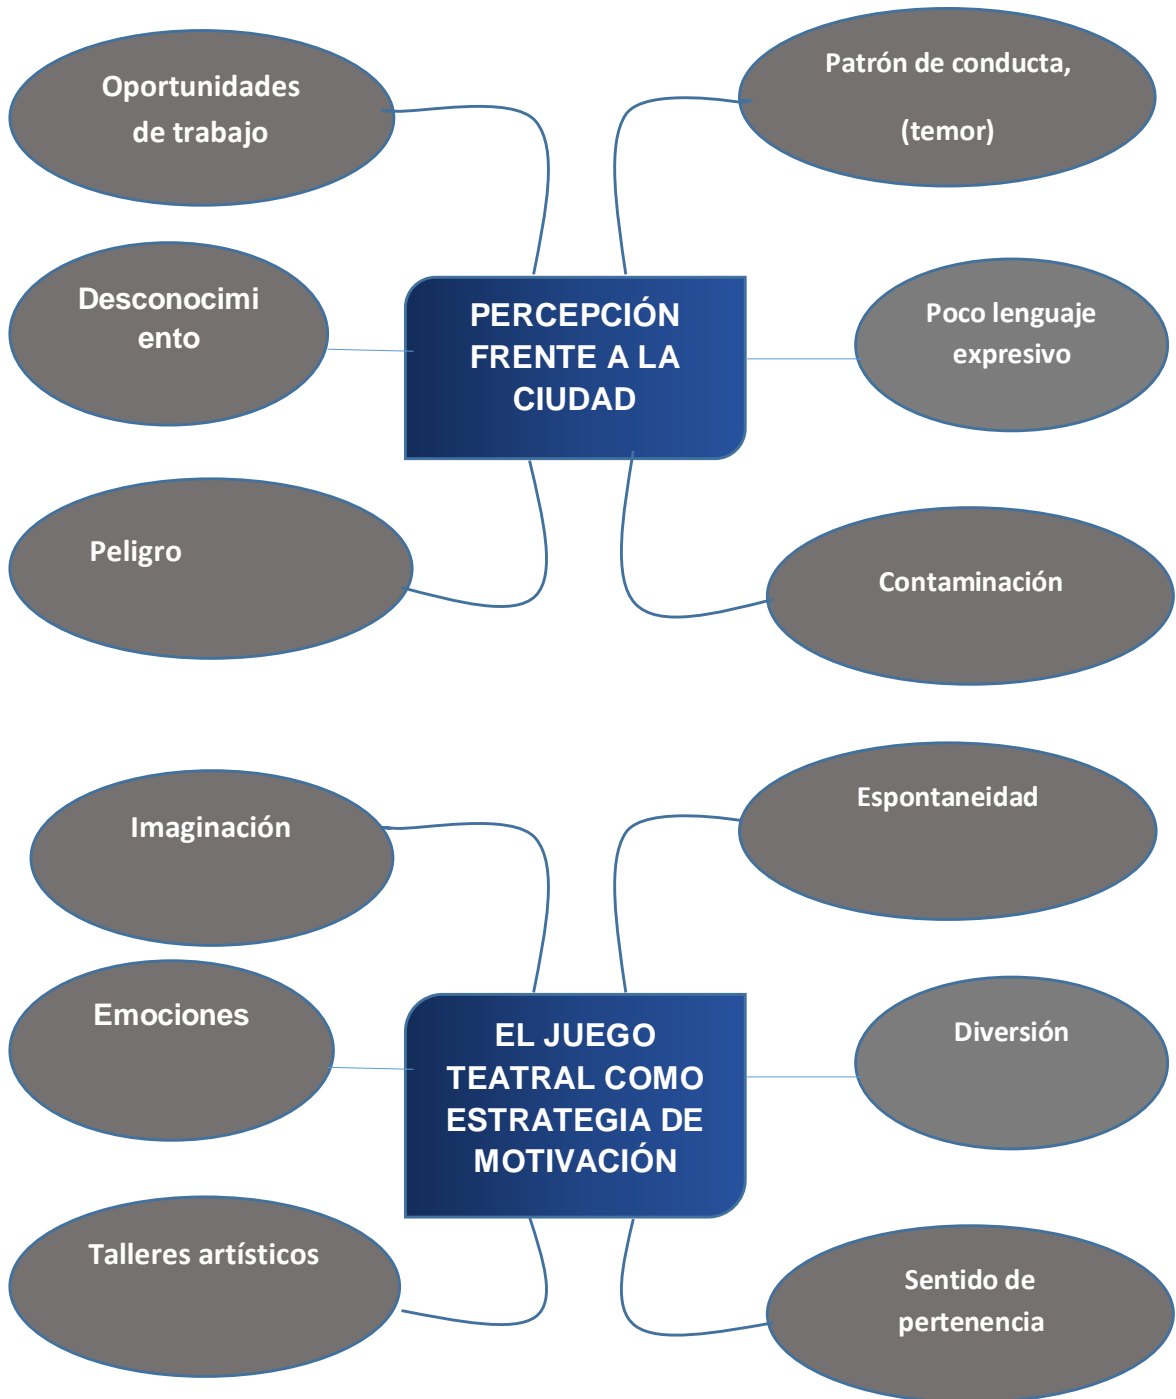 Oportunidades
de trabajo
Patrón de conducta,
(temor)
Desconocimi
ento
PERCEPCIÓN
FRENTE A LA
CIUDAD
Poco lenguaje
expresivo
Peligro
Contaminación
Imaginación
Espontaneidad
Emociones
EL JUEGO
TEATRAL COMO
ESTRATEGIA DE
MOTIVACIÓN
Diversión
Talleres artísticos
Sentido de
pertenencia